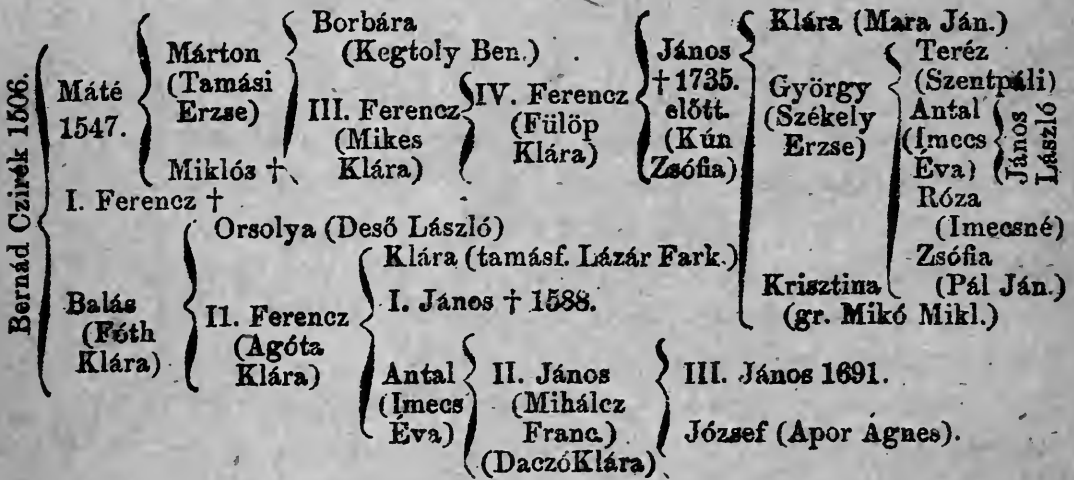 Bernád Czirék 1506.
Máté
1547.
I. Ferencz †
Balás
(Fóth
Klára)
Márton
(Tamási
Erzse)
Miklós †
Orsolya (Deső László)
II. Ferencz
(Agóta
Klára)
Borbára
(Kegtoly Ben.)
III. Ferencz
(Mikes
Klára)
Klára (tamásf. Lázár Fark.)
I. János † 1588.
Antal
(Imecs
Éva)
IV. Ferencz
(Fülöp
Klára)
II. János
(Mihálcz
Franc.)
(DaczóKlára)
János
† 1735.
előtt.
(Kún
Zsófia)
III. János 1691.
József (Apor Ágnes).
Klára (Mara Ján.)
György
(Székely
Erzse)
Krisztina
(gr. Mikó Mikl.)
Teréz
(Szentpáli)
Antal
(Imecs
Éva)
Róza
(Imecsné)
Zsófia
(Pál Ján.)
János
László